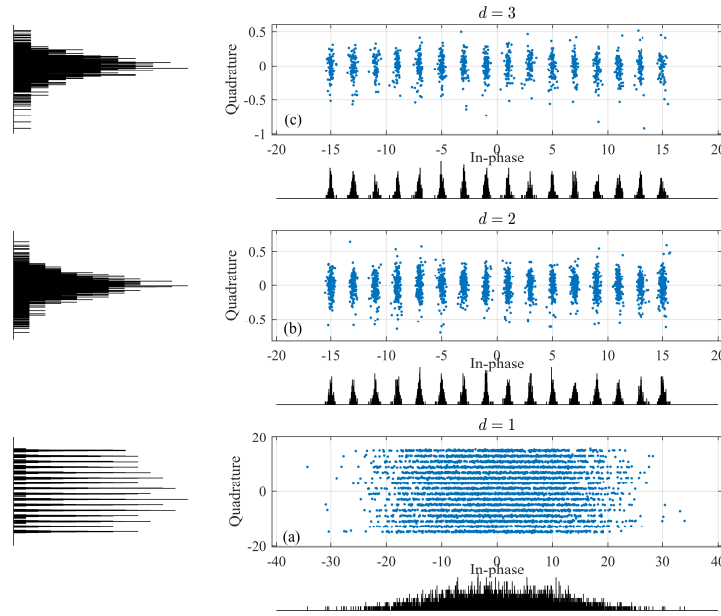 d = 3
0.5
0
-0.5
-1
Quadrature
(c)
-20 -15 -10 -5 0 5 10 15 20
In-phase
d = 2
0.5
0
0.5
Quadrature
(b)
-20 -15 -10 -5 0 5 10 15 20
In-phase
d = 1
20
0
-20
Quadrature
(a)
-40 -30 -20 -10 0 10 20 30 40
In-phase